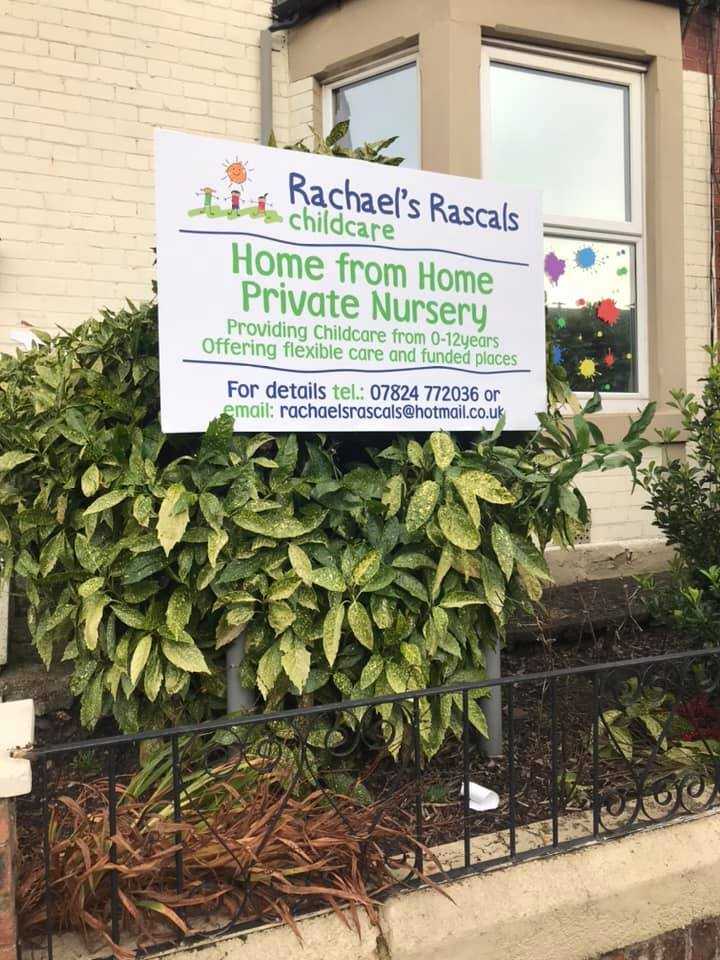 Rachael's Rascals
childcare
Home from Home
Private Nursery
Providing Childcare from 0-12years
Offering flexible care and funded places
For details tel.: 07824 772036 or
email: rachaelsrascals@hotmail.co.uk